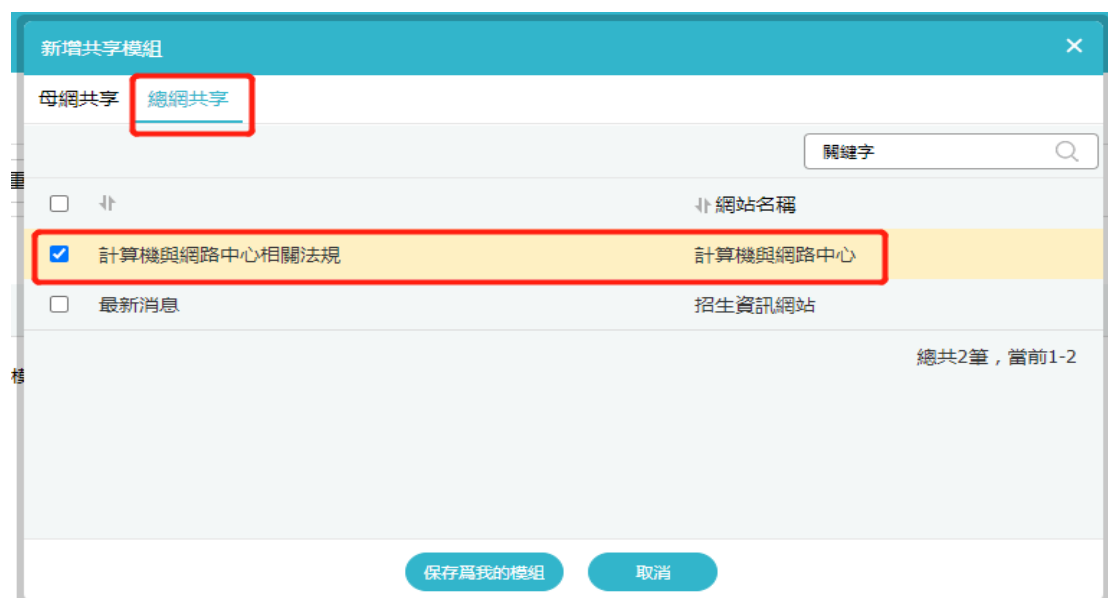 新增共享模組
母網共享 總網共享
關鍵字
重
網站名稱
計算機與網路中心相關法規 計算機與網路中心
最新消息 招生資訊網站
總共2筆，當前1-2
保存爲我的模組 取消